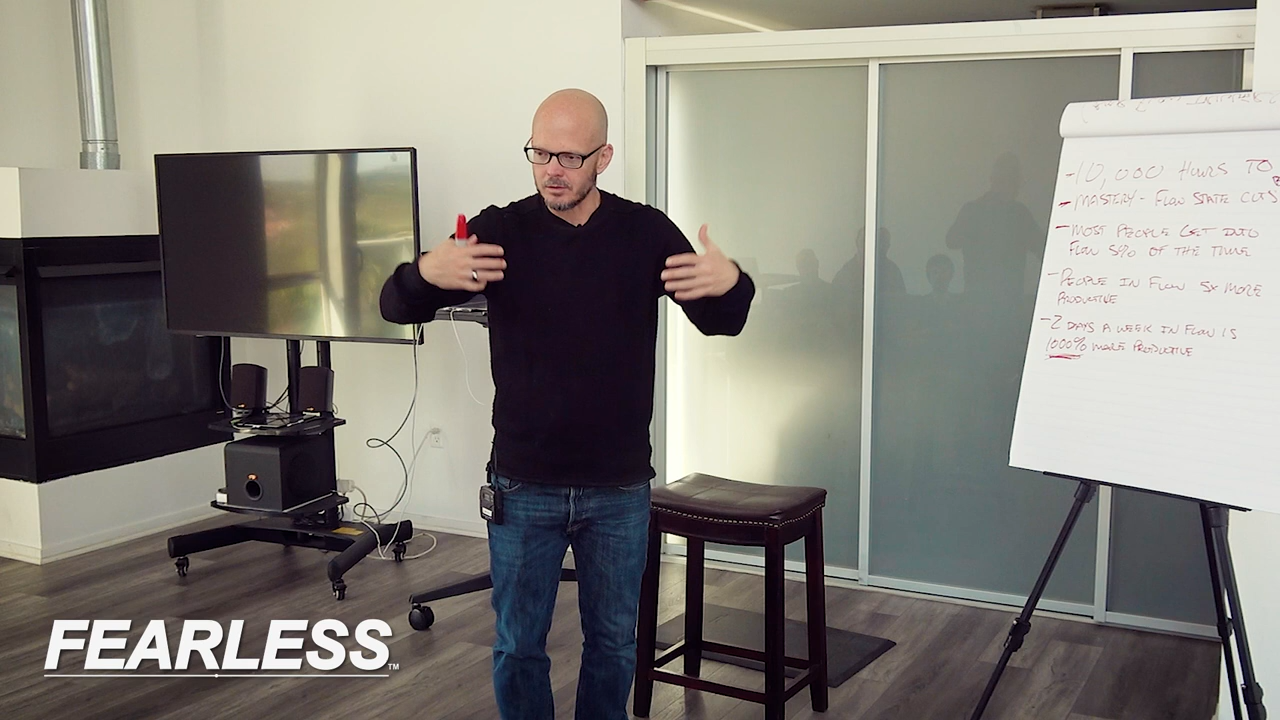 - 10,000 HOURS TO
- MASTERY - FLOW STATE CUTS
- MOST PEOPLE GET INTO
FLOW 5% OF THE TIME
- PEOPLE IN FLOW 5X MORE
PRODUCTIVE
- 2 DAYS A WEEK IN FLOW IS
1000% MORE PRODUCTIVE
FEARLESS™